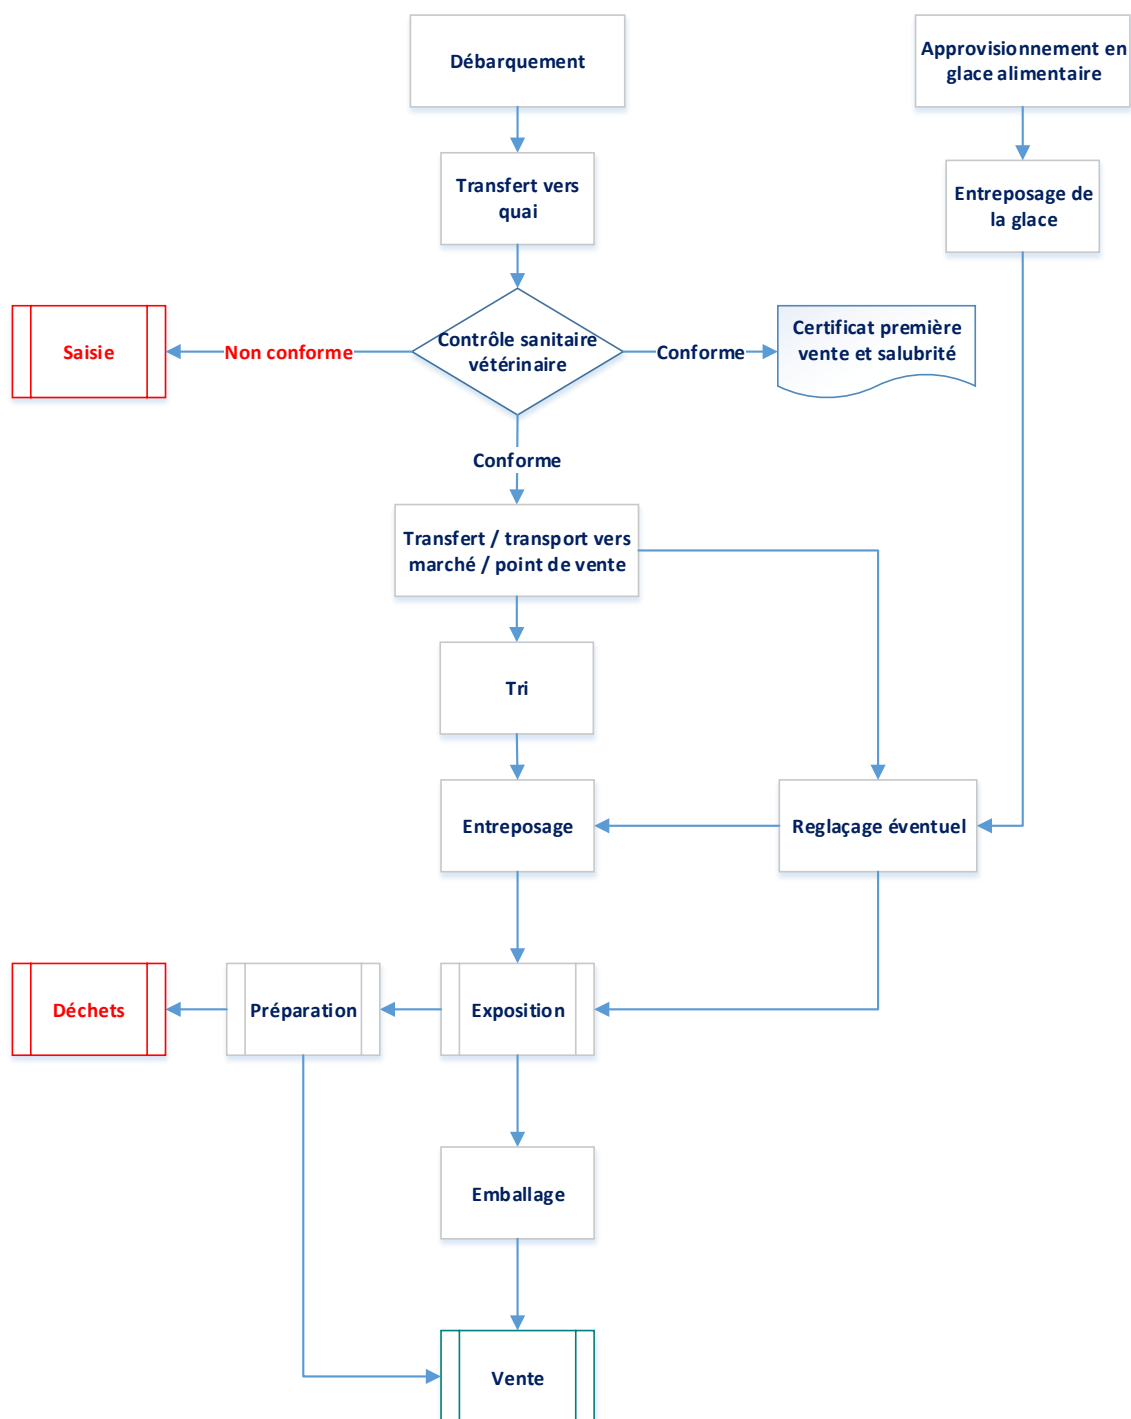 Débarquement
Approvisionnement en
glace alimentaire
Transfert vers
quai
Entreposage de
la glace
Saisie
Non conforme
Contrôle sanitaire
vétérinaire
Conforme
Certificat première
vente et salubrité
Conforme
Transfert / transport vers
marché / point de vente
Tri
Entreposage
Reglaçage éventuel
Déchets
Préparation
Exposition
Emballage
Vente